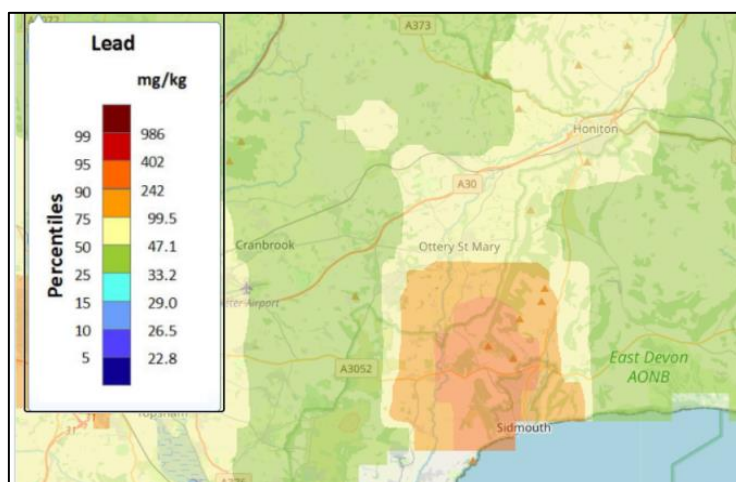 Lead
mg/kg
Percentiles
99
95
90
75
50
25
15
10
5
986
402
242
99.5
47.1
33.2
29.0
26.5
22.8
A373
Honiton
A30
Cranbrook
Ottery St Mary
Airport
A3052
East Devon
AONB
Topsham
Sidmouth